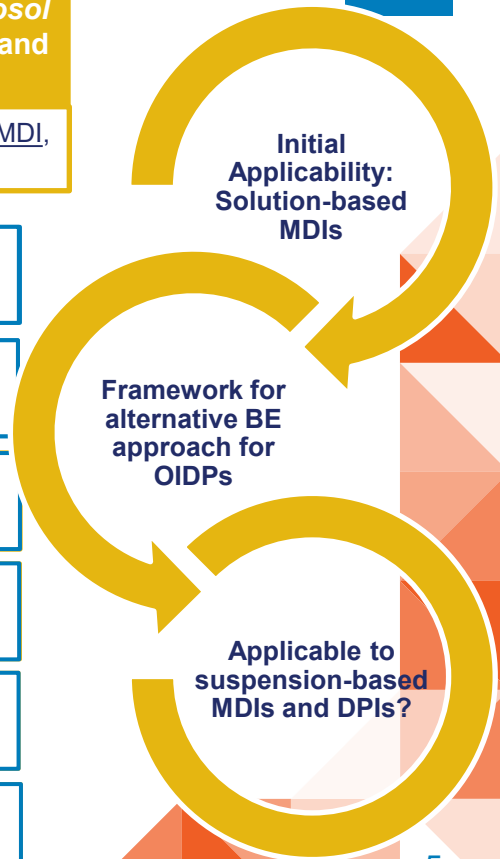 and
MDI,
Initial
Applicability:
Solution-based
MDIs
Framework for
alternative BE
approach for
OIDPs
Applicable to
suspension-based
MDIs and DPIs?